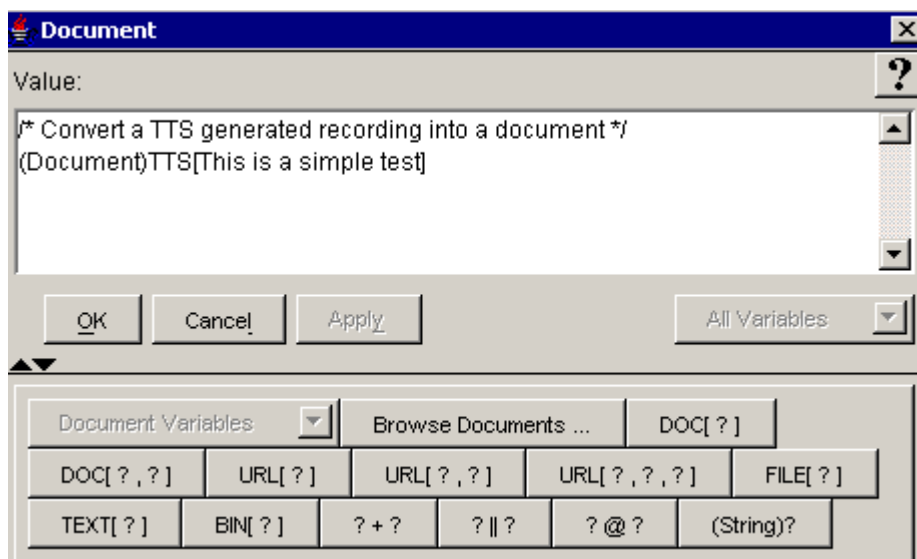 Document
Value:
?
/* Convert a TTS generated recording into a document */
(Document)TTS[This is a simple test]
OK Cancel Apply All Variables
Document Variables Browse Documents ... DOC[ ? ]
DOC[ ? , ? ] URL[ ? ] URL[ ? , ? ] URL[ ? , ? , ? ] FILE[ ? ]
TEXT[ ? ] BIN[ ? ] ? + ? ? || ? ? @ ? (String)?